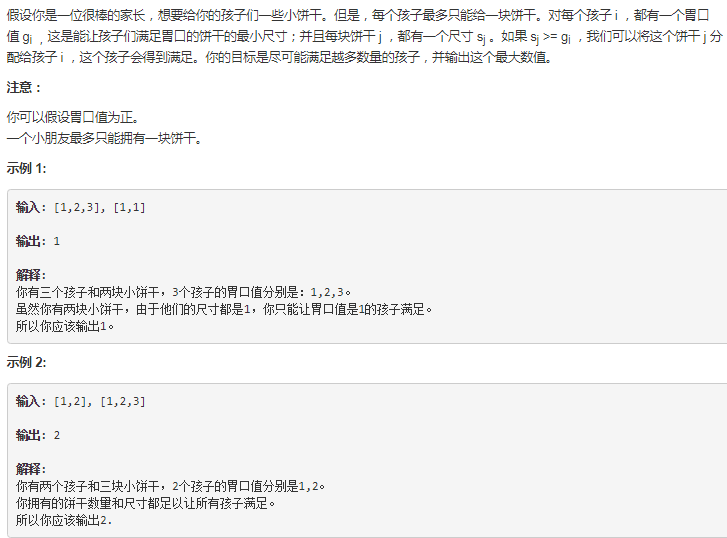 假设你是一位很棒的家长，想要给你的孩子们一些小饼干。但是，每个孩子最多只能给一块饼干。对每个孩子 i ，都有一个胃口
值 gi ，这是能让孩子们满足胃口的饼干的最小尺寸；并且每块饼干 j ，都有一个尺寸 sj 。如果 sj >= gi ，我们可以将这个饼干 j 分
配给孩子 i ，这个孩子会得到满足。你的目标是尽可能满足越多数量的孩子，并输出这个最大数值。
注意：
你可以假设胃口值为正。
一个小朋友最多只能拥有一块饼干。
示例 1:
输入: [1,2,3], [1,1]
输出: 1
解释:
你有三个孩子和两块小饼干，3个孩子的胃口值分别是：1,2,3。
虽然你有两块小饼干，由于他们的尺寸都是1，你只能让胃口值是1的孩子满足。
所以你应该输出1。
示例 2:
输入: [1,2], [1,2,3]
输出: 2
解释:
你有两个孩子和三块小饼干，2个孩子的胃口值分别是1,2。
你拥有的饼干数量和尺寸都足以让所有孩子满足。
所以你应该输出2.